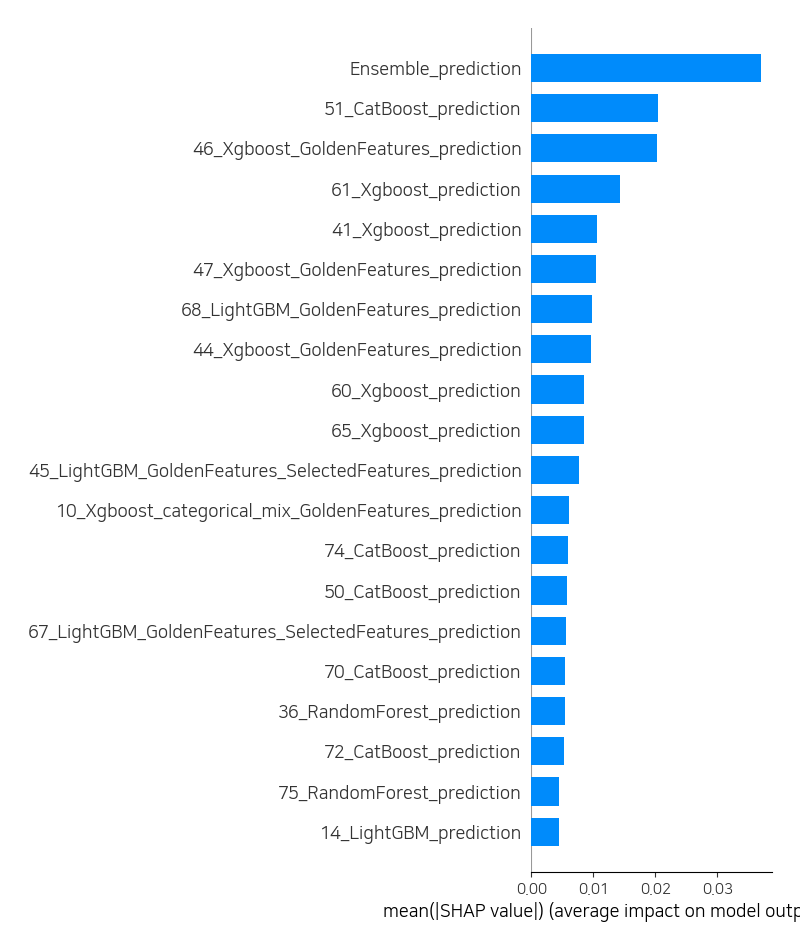 Ensemble_prediction
51_CatBoost_prediction
46_Xgboost_GoldenFeatures_prediction
61_Xgboost_prediction
41_Xgboost_prediction
47_Xgboost_GoldenFeatures_prediction
68_LightGBM_GoldenFeatures_prediction
44_Xgboost_GoldenFeatures_prediction
60_Xgboost_prediction
65_Xgboost_prediction
45_LightGBM_GoldenFeatures_SelectedFeatures_prediction
10_Xgboost_categorical_mix_GoldenFeatures_prediction
74_CatBoost_prediction
50_CatBoost_prediction
67_LightGBM_GoldenFeatures_SelectedFeatures_prediction
70_CatBoost_prediction
36_RandomForest_prediction
72_CatBoost_prediction
75_RandomForest_prediction
14_LightGBM_prediction
0.00 0.01 0.02 0.03
mean(|SHAP value|) (average impact on model outp